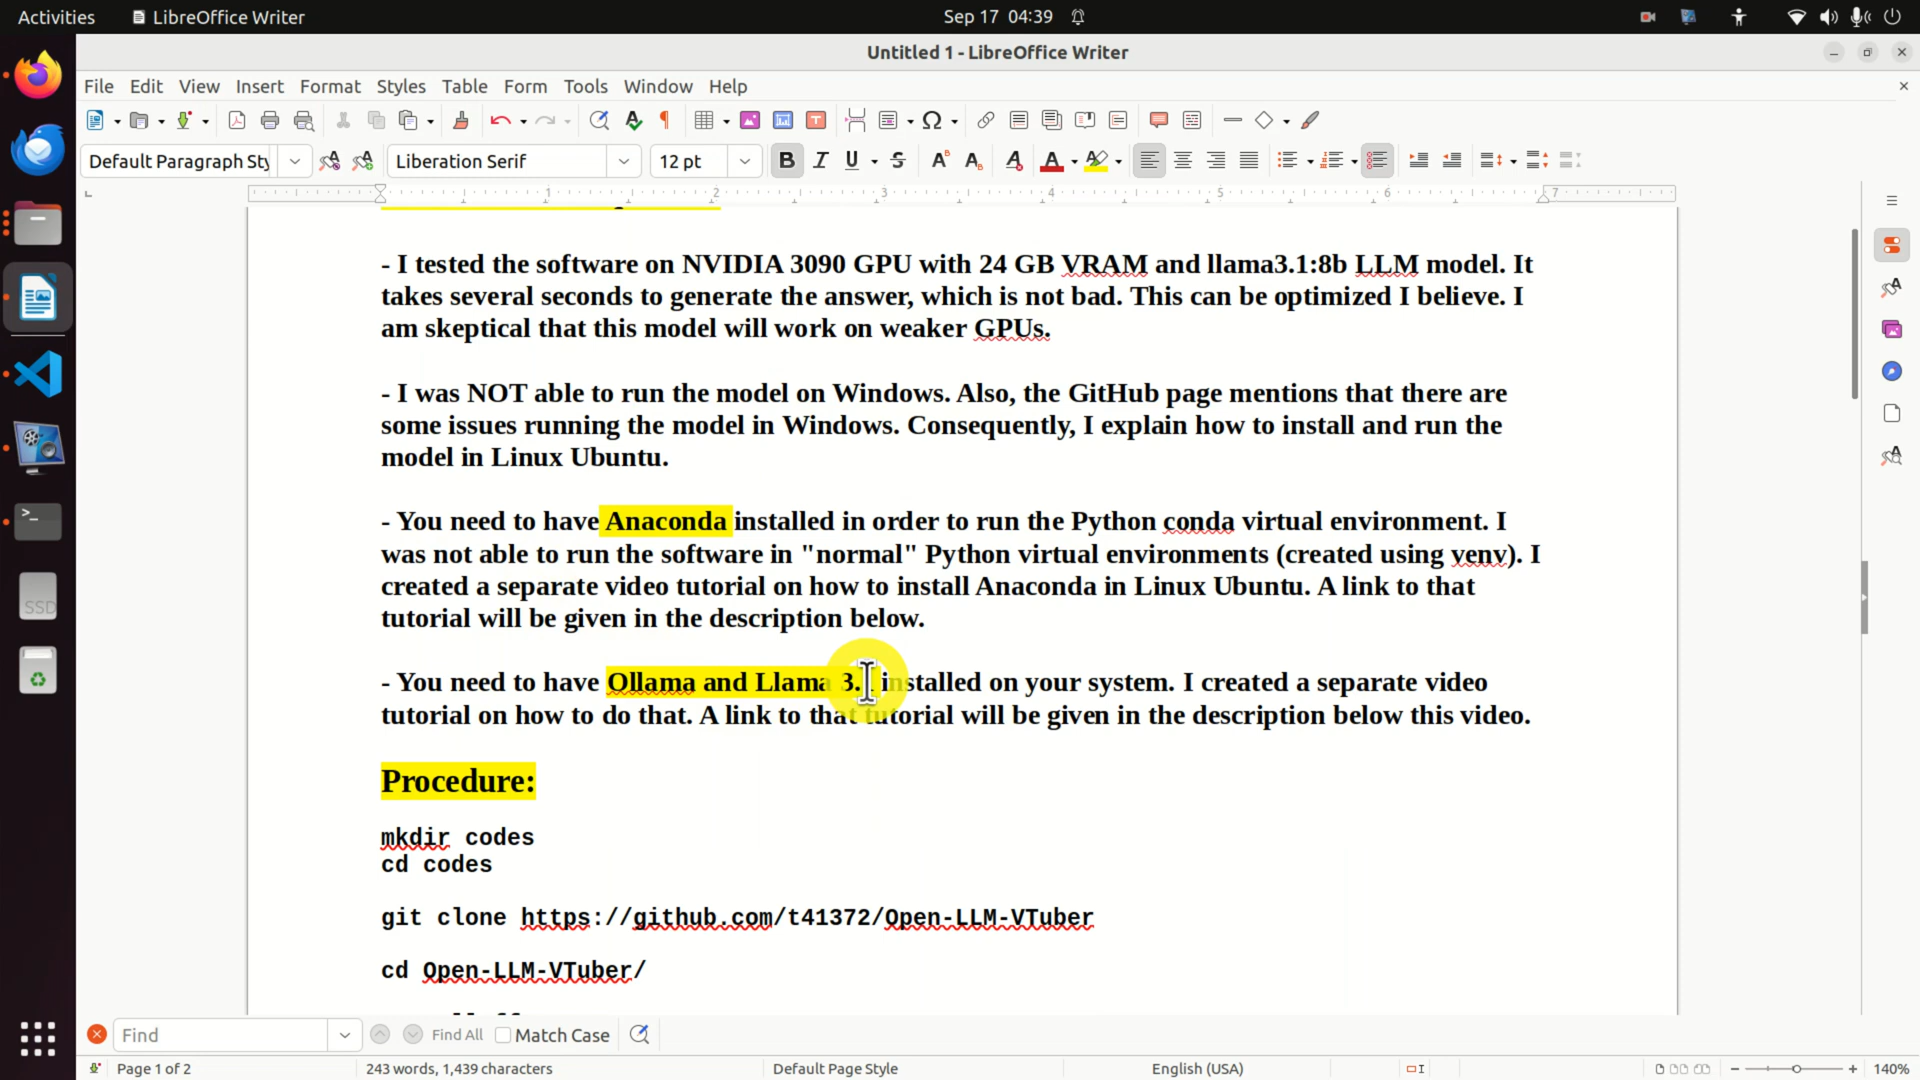 Activities LibreOffice Writer Sep 17 04:39
Untitled 1 - LibreOffice Writer
File Edit View Insert Format Styles Table Form Tools Window Help
Default Paragraph Sty Liberation Serif 12 pt
1 2 3 4 5 6 7
- I tested the software on NVIDIA 3090 GPU with 24 GB VRAM and llama3.1:8b LLM model. It
takes several seconds to generate the answer, which is not bad. This can be optimized I believe. I
am skeptical that this model will work on weaker GPUs.
- I was NOT able to run the model on Windows. Also, the GitHub page mentions that there are
some issues running the model in Windows. Consequently, I explain how to install and run the
model in Linux Ubuntu.
- You need to have Anaconda installed in order to run the Python conda virtual environment. I
was not able to run the software in "normal" Python virtual environments (created using venv). I
created a separate video tutorial on how to install Anaconda in Linux Ubuntu. A link to that
tutorial will be given in the description below.
- You need to have Ollama and Llama 3.1 installed on your system. I created a separate video
tutorial on how to do that. A link to that tutorial will be given in the description below this video.
Procedure:
mkdir codes
cd codes
git clone https://github.com/t41372/Open-LLM-VTuber
cd Open-LLM-VTuber/
Find Find All Match Case
Page 1 of 2 243 words, 1,439 characters Default Page Style English (USA) 140%